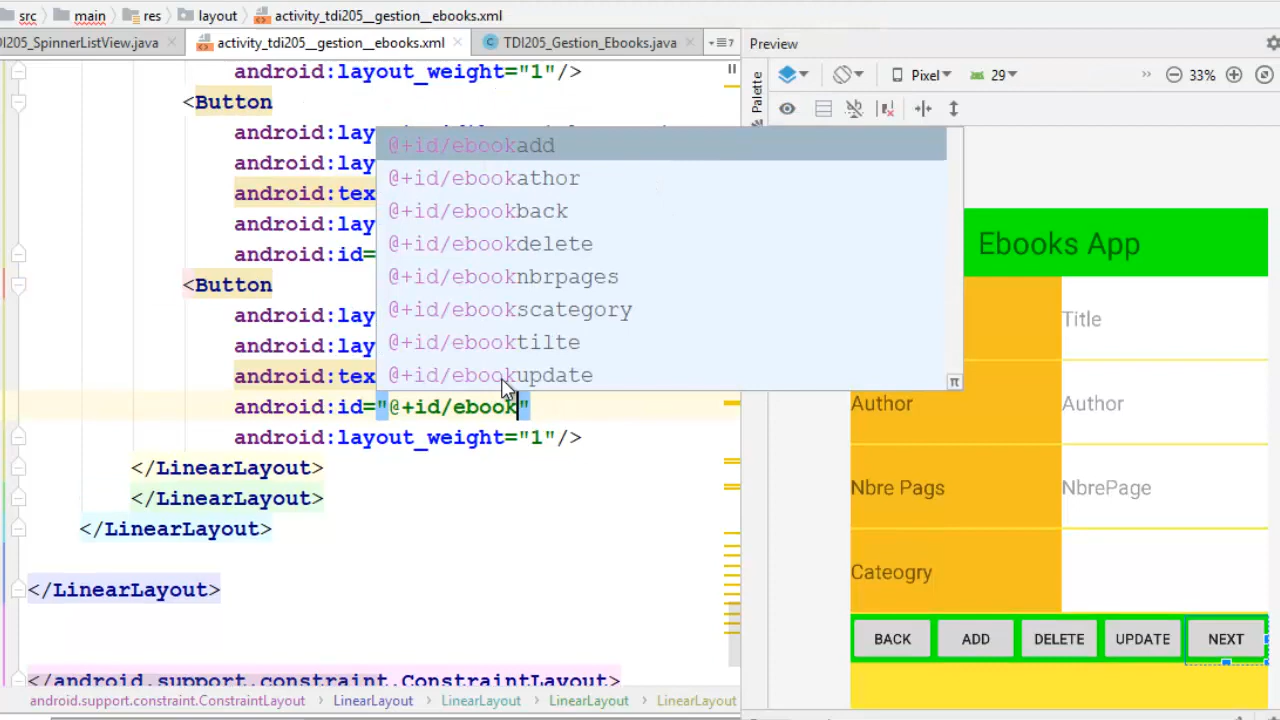 src main res layout activity_tdi205__gestion__ebooks.xml
DI205_SpinnerListView.java activity_tdi205__gestion__ebooks.xml TDI205_Gestion_Ebooks.java 7 Preview
android:layout_weight="1"/>
Palette Pixel 29 33%
<Button
android:lay
@+id/ebookadd
android:lay
@+id/ebookathor
android:tex
@+id/ebookback
android:lay
@+id/ebookdelete
android:id=
@+id/ebooknbrpages
<Button
@+id/ebookscategory
android:lay
@+id/ebooktilte
android:lay
@+id/ebookupdate
android:tex
android:id="@+id/ebook"
android:layout_weight="1"/>
</LinearLayout>
</LinearLayout>
</LinearLayout>
</LinearLayout>
</android.support.constraint.ConstraintLayout>
android.support.constraint.ConstraintLayout LinearLayout LinearLayout LinearLayout LinearLayout
Ebooks App
Title
Author Author
Nbre Pags NbrePage
Cateogry
BACK ADD DELETE UPDATE NEXT